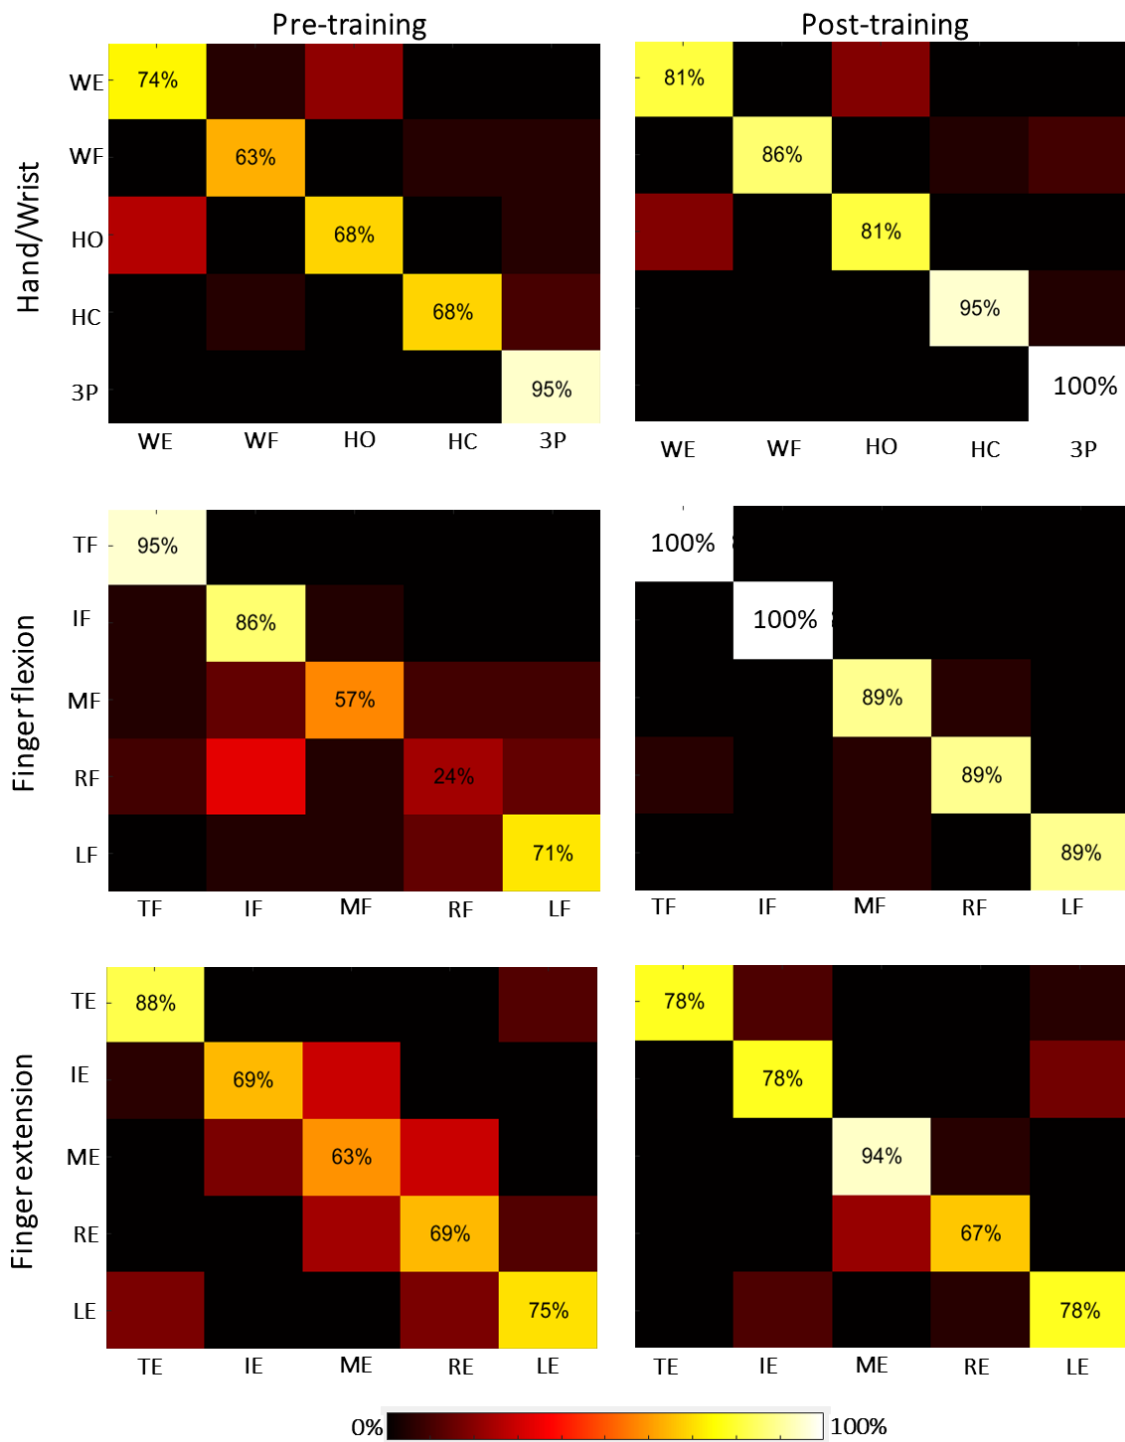 Pre-training Post-training
Hand/Wrist
WE 74% 81%
WF 63% 86%
HO 68% 81%
HC 68% 95%
3P 95% 100%
WE WF HO HC 3P WE WF HO HC 3P
Finger flexion
TF 95% 100%
IF 86% 100%
MF 57% 89%
RF 24% 89%
LF 71% 89%
TF IF MF RF LF TF IF MF RF LF
Finger extension
TE 88% 78%
IE 69% 78%
ME 63% 94%
RE 69% 67%
LE 75% 78%
TE IE ME RE LE TE IE ME RE LE
0% 100%